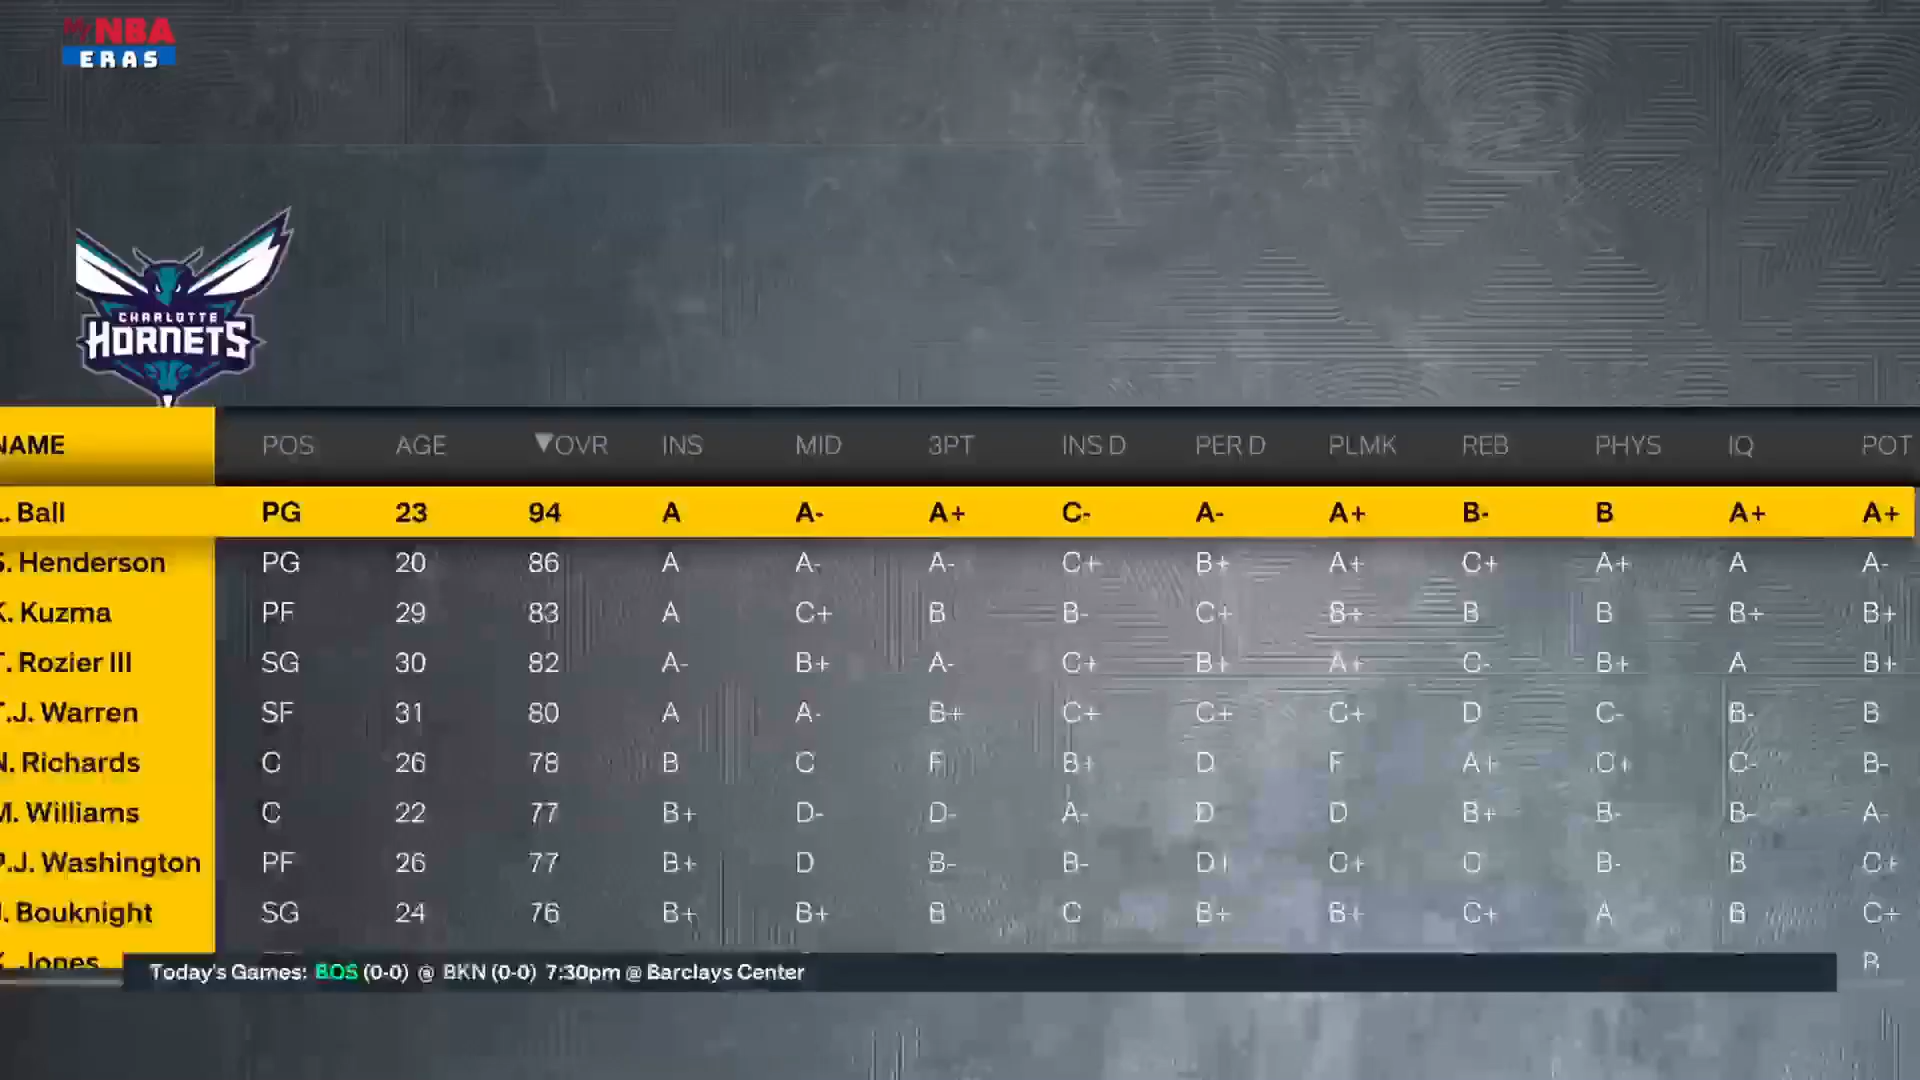 My NBA
ERAS
CHARLOTTE
HORNETS
NAME POS AGE ▼OVR INS MID 3PT INS D PER D PLMK REB PHYS IQ POT
. Ball PG 23 94 A A- A+ C- A- A+ B- B A+ A+
S. Henderson PG 20 86 A A- A- C+ B+ A+ C+ A+ A A-
K. Kuzma PF 29 83 A C+ B B- C+ B+ B B B+ B+
T. Rozier III SG 30 82 A- B+ A- C+ B+ A+ C- B+ A B+
T.J. Warren SF 31 80 A A- B+ C+ C+ C+ D C- B- B
N. Richards C 26 78 B C F B+ D F A+ C+ C- B-
M. Williams C 22 77 B+ D- D- A- D D B+ B- B- A-
P.J. Washington PF 26 77 B+ D B- B- D+ C+ C B- B C+
J. Bouknight SG 24 76 B+ B+ B C B+ B+ C+ A B C+
K. Jones B
Today's Games: BOS (0-0) @ BKN (0-0) 7:30pm @ Barclays Center